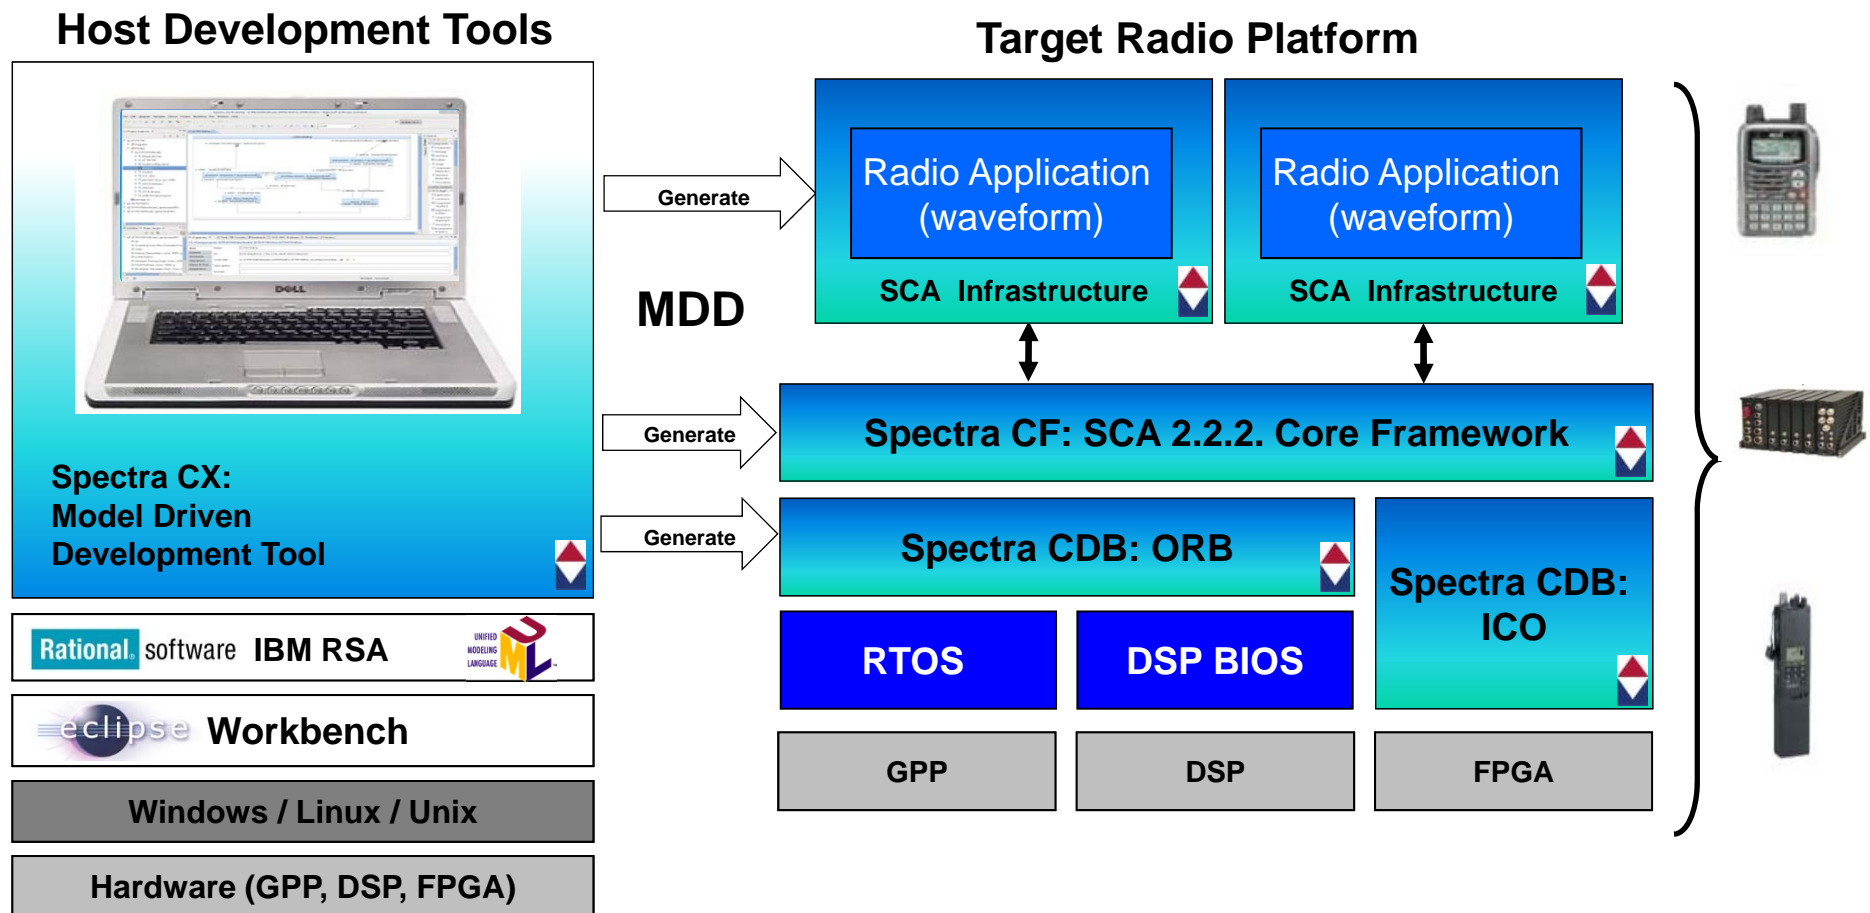 Host Development Tools
Target Radio Platform
DELL
Spectra CX:
Model Driven
Development Tool
Rational. software IBM RSA
UNIFIED
MODELING
LANGUAGE
UML
eclipse Workbench
Windows / Linux / Unix
Hardware (GPP, DSP, FPGA)
Generate
MDD
Generate
Generate
Radio Application
(waveform)
SCA Infrastructure
Radio Application
(waveform)
SCA Infrastructure
Spectra CF: SCA 2.2.2. Core Framework
Spectra CDB: ORB
Spectra CDB:
ICO
RTOS
DSP BIOS
GPP
DSP
FPGA